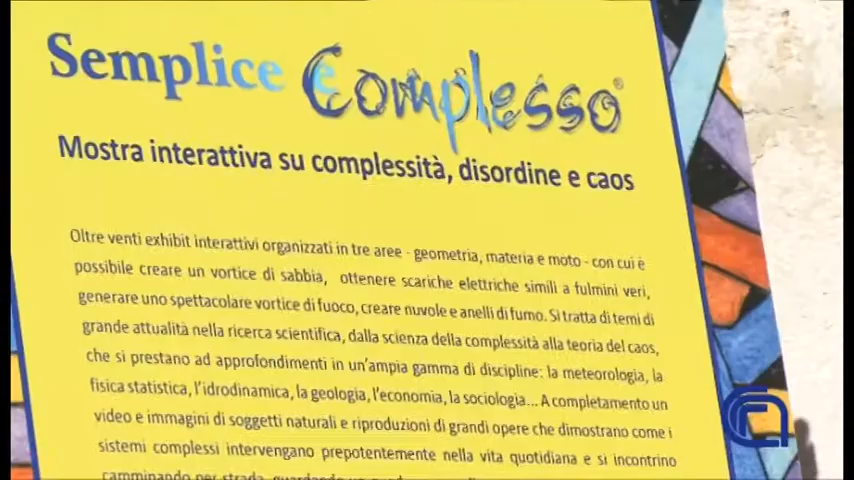 Semplice e Complesso®
Mostra interattiva su complessità, disordine e caos
Oltre venti exhibit interattivi organizzati in tre aree - geometria, materia e moto - con cui è
possibile creare un vortice di sabbia, ottenere scariche elettriche simili a fulmini veri,
generare uno spettacolare vortice di fuoco, creare nuvole e anelli di fumo. Si tratta di temi di
grande attualità nella ricerca scientifica, dalla scienza della complessità alla teoria del caos,
che si prestano ad approfondimenti in un'ampia gamma di discipline: la meteorologia, la
fisica statistica, l'idrodinamica, la geologia, l'economia, la sociologia... A completamento un
video e immagini di soggetti naturali e riproduzioni di grandi opere che dimostrano come i
sistemi complessi intervengano prepotentemente nella vita quotidiana e si incontrino
camminando per strada, guardando un